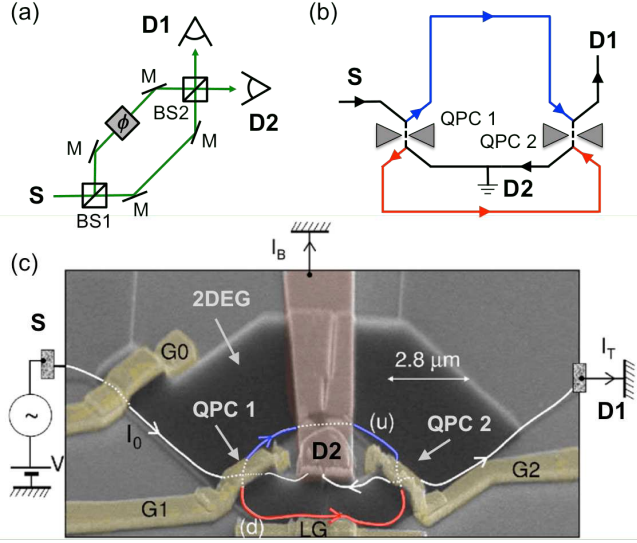 (a)
D1
M
BS2
ϕ
D2
M
M
S
M
BS1
(b)
S
D1
QPC 1
QPC 2
D2
(c)
I_B
S
2DEG
G0
2.8 μm
I_T
D1
QPC 1
(u)
QPC 2
I_0
D2
~
V
G1
G2
(d)
LG